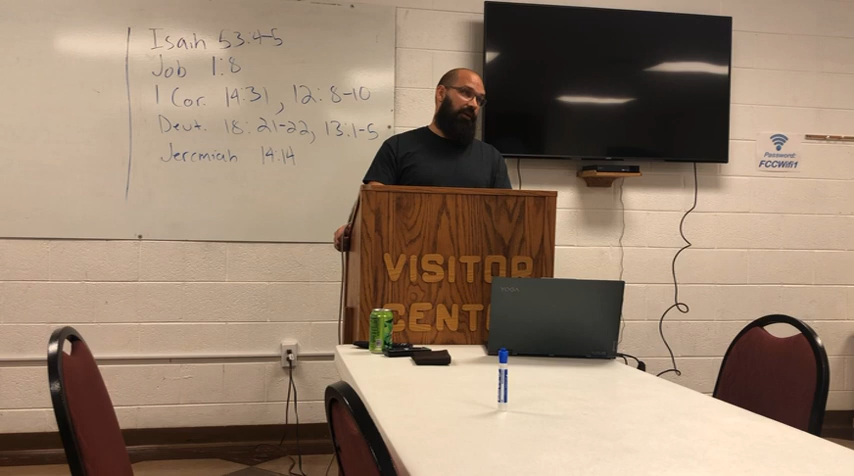 Isaih 53:4-5
Job 1:8
1 Cor. 14:31, 12:8-10
Deut. 18:21-22, 13:1-5
Jeremiah 14:14
Password:
FCCWifi1
VISITOR
CENT
YOGA